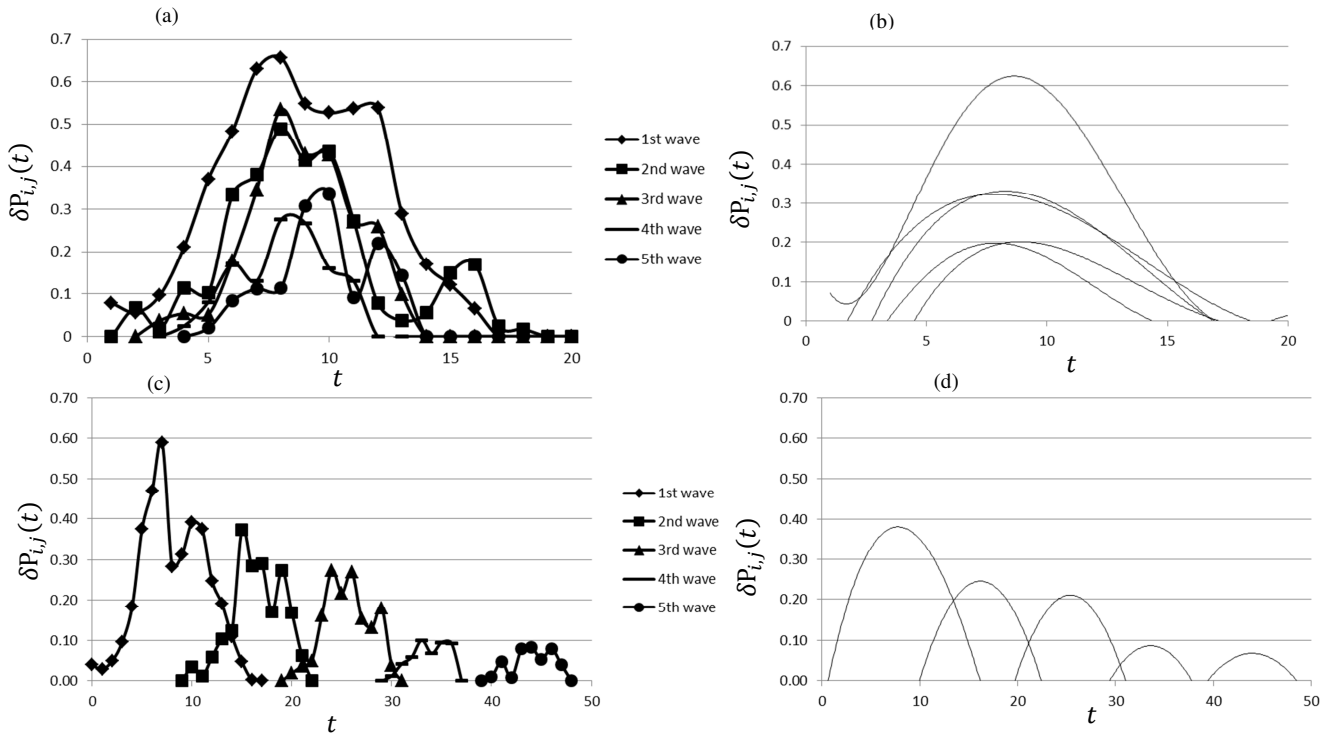 (a)
0.7
0.6
0.5
0.4
0.3
0.2
0.1
0
0 5 10 15 20
δP_{i,j}(t)
t
1st wave
2nd wave
3rd wave
4th wave
5th wave
(b)
0.7
0.6
0.5
0.4
0.3
0.2
0.1
0
0 5 10 15 20
δP_{i,j}(t)
t
(c)
0.70
0.60
0.50
0.40
0.30
0.20
0.10
0.00
0 10 20 30 40 50
δP_{i,j}(t)
t
1st wave
2nd wave
3rd wave
4th wave
5th wave
(d)
0.70
0.60
0.50
0.40
0.30
0.20
0.10
0.00
0 10 20 30 40 50
δP_{i,j}(t)
t